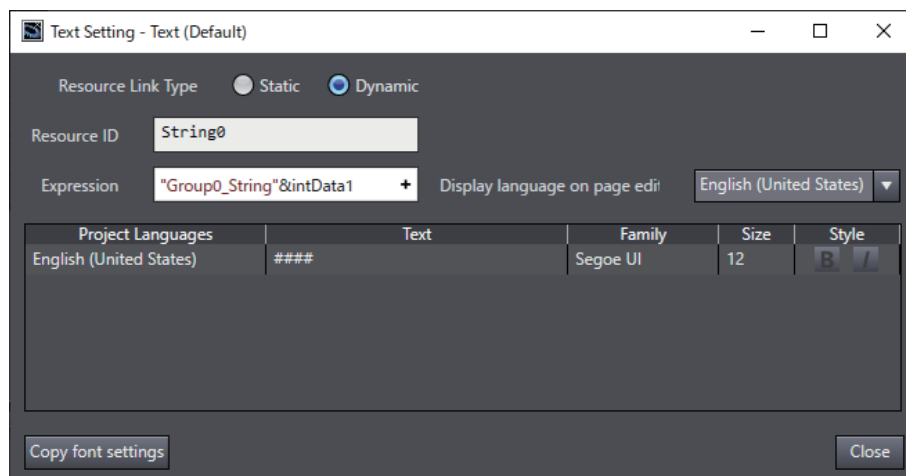 Text Setting - Text (Default)
Resource Link Type Static Dynamic
Resource ID String0
Expression "Group0_String"&intData1 + Display language on page edit English (United States)
Project Languages Text Family Size Style
English (United States) #### Segoe UI 12 B I
Copy font settings Close